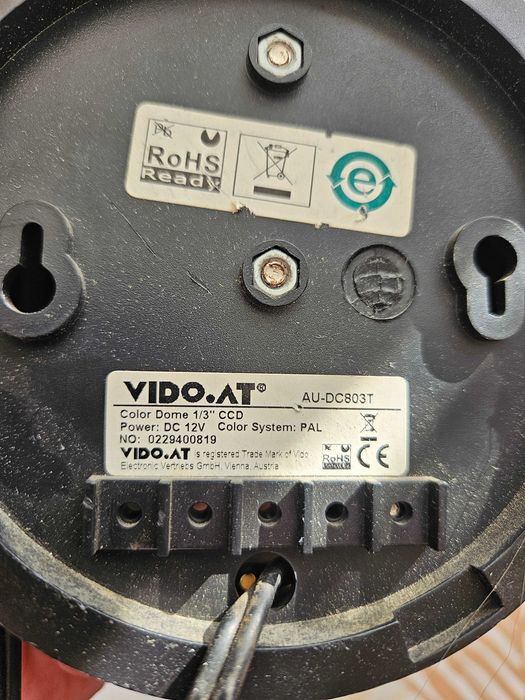 RoHS
Ready
e
VIDO.AT® AU-DC803T
Color Dome 1/3" CCD
Power: DC 12V Color System: PAL
NO: 0229400819
VIDO.AT is registered Trade Mark of Vido
Electronic Vertriebs GmbH, Vienna, Austria
RoHS
CE